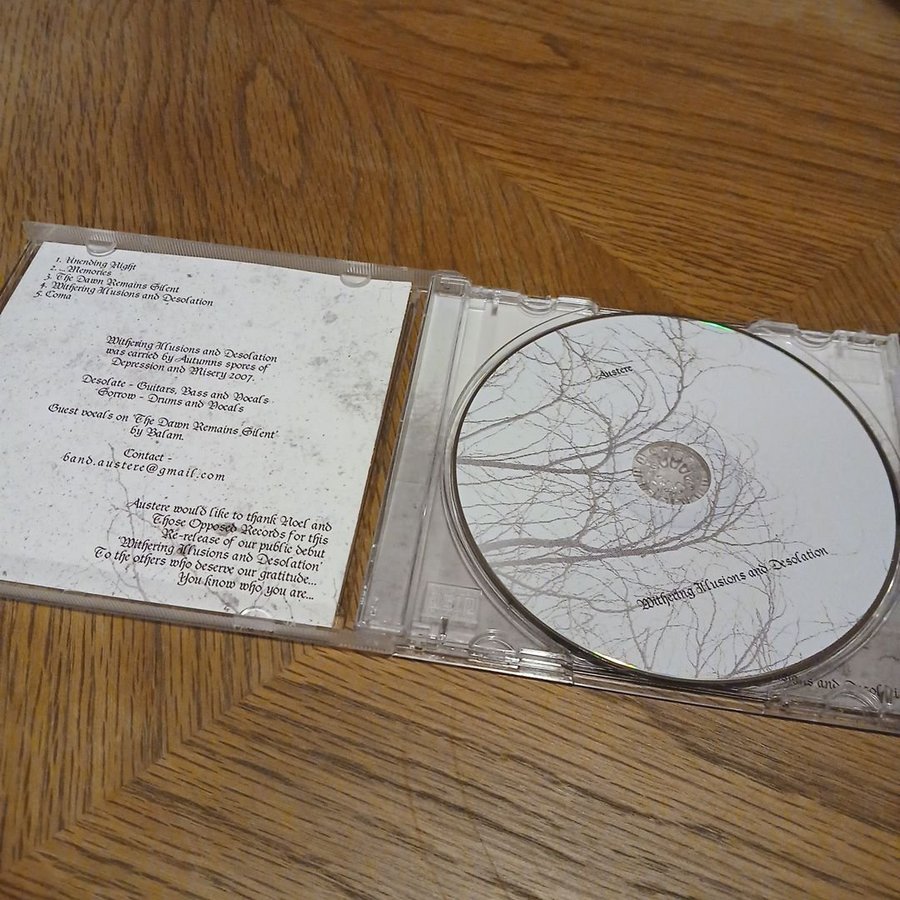 1. Unending Night
2. ...Memories
3. The Dawn Remains Silent
4. Withering Illusions and Desolation
5. Coma
Withering Illusions and Desolation
was carried by Autumns spores of
Depression and Misery 2007.
Desolate - Guitars, Bass and Vocals
Sorrow - Drums and Vocals
Guest vocals on 'The Dawn Remains Silent'
by Balam.
Contact -
band.austere@gmail.com
Austere would like to thank Noel and
Those Opposed Records for this
Re-release of our public debut
'Withering Illusions and Desolation'
To the others who deserve our gratitude...
You know who you are...
Austere
Withering Illusions and Desolation
and